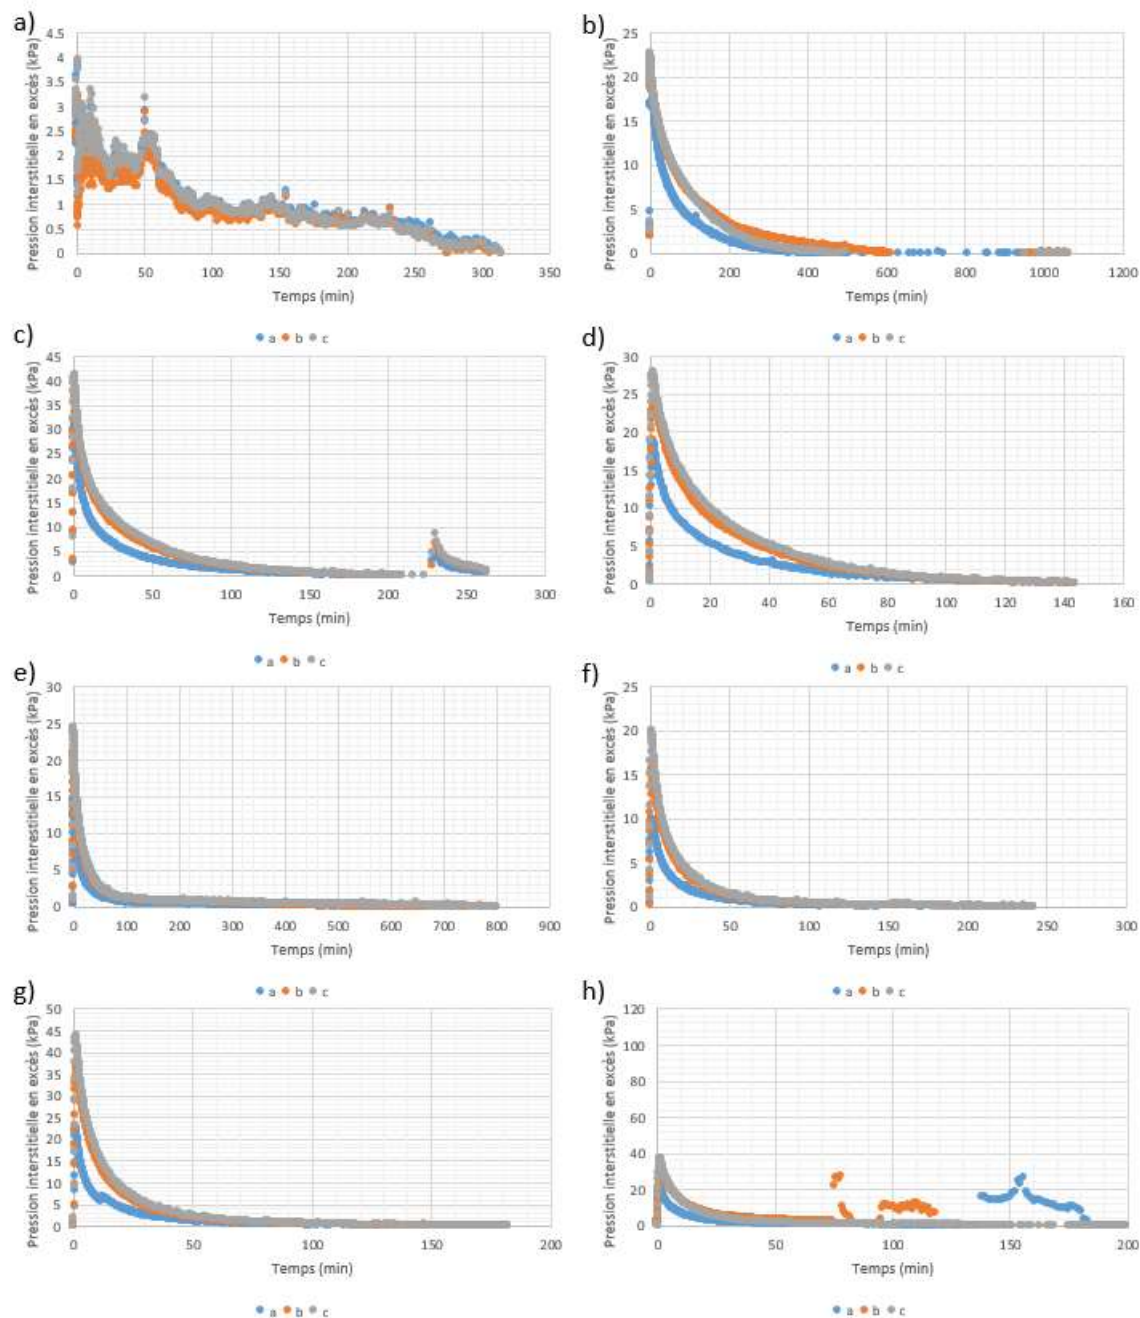 a)
Pression interstitielle en excès (kPa)
4.5
4
3.5
3
2.5
2
1.5
1
0.5
0
0 50 100 150 200 250 300 350
Temps (min)
a b c
b)
Pression interstitielle en excès (kPa)
25
20
15
10
5
0
0 200 400 600 800 1000 1200
Temps (min)
a b c
c)
Pression interstitielle en excès (kPa)
45
40
35
30
25
20
15
10
5
0
0 50 100 150 200 250 300
Temps (min)
a b c
d)
Pression interstitielle en excès (kPa)
30
25
20
15
10
5
0
0 20 40 60 80 100 120 140 160
Temps (min)
a b c
e)
Pression interestitielle en excès (kPa)
30
25
20
15
10
5
0
0 100 200 300 400 500 600 700 800 900
Temps (min)
a b c
f)
Pression interstitielle en excès (kPa)
25
20
15
10
5
0
0 50 100 150 200 250 300
Temps (min)
a b c
g)
Pression interstitielle en excès (kPa)
50
45
40
35
30
25
20
15
10
5
0
0 50 100 150 200
Temps (min)
a b c
h)
Pression interstitielle en excès (kPa)
120
100
80
60
40
20
0
0 50 100 150 200
Temps (min)
a b c